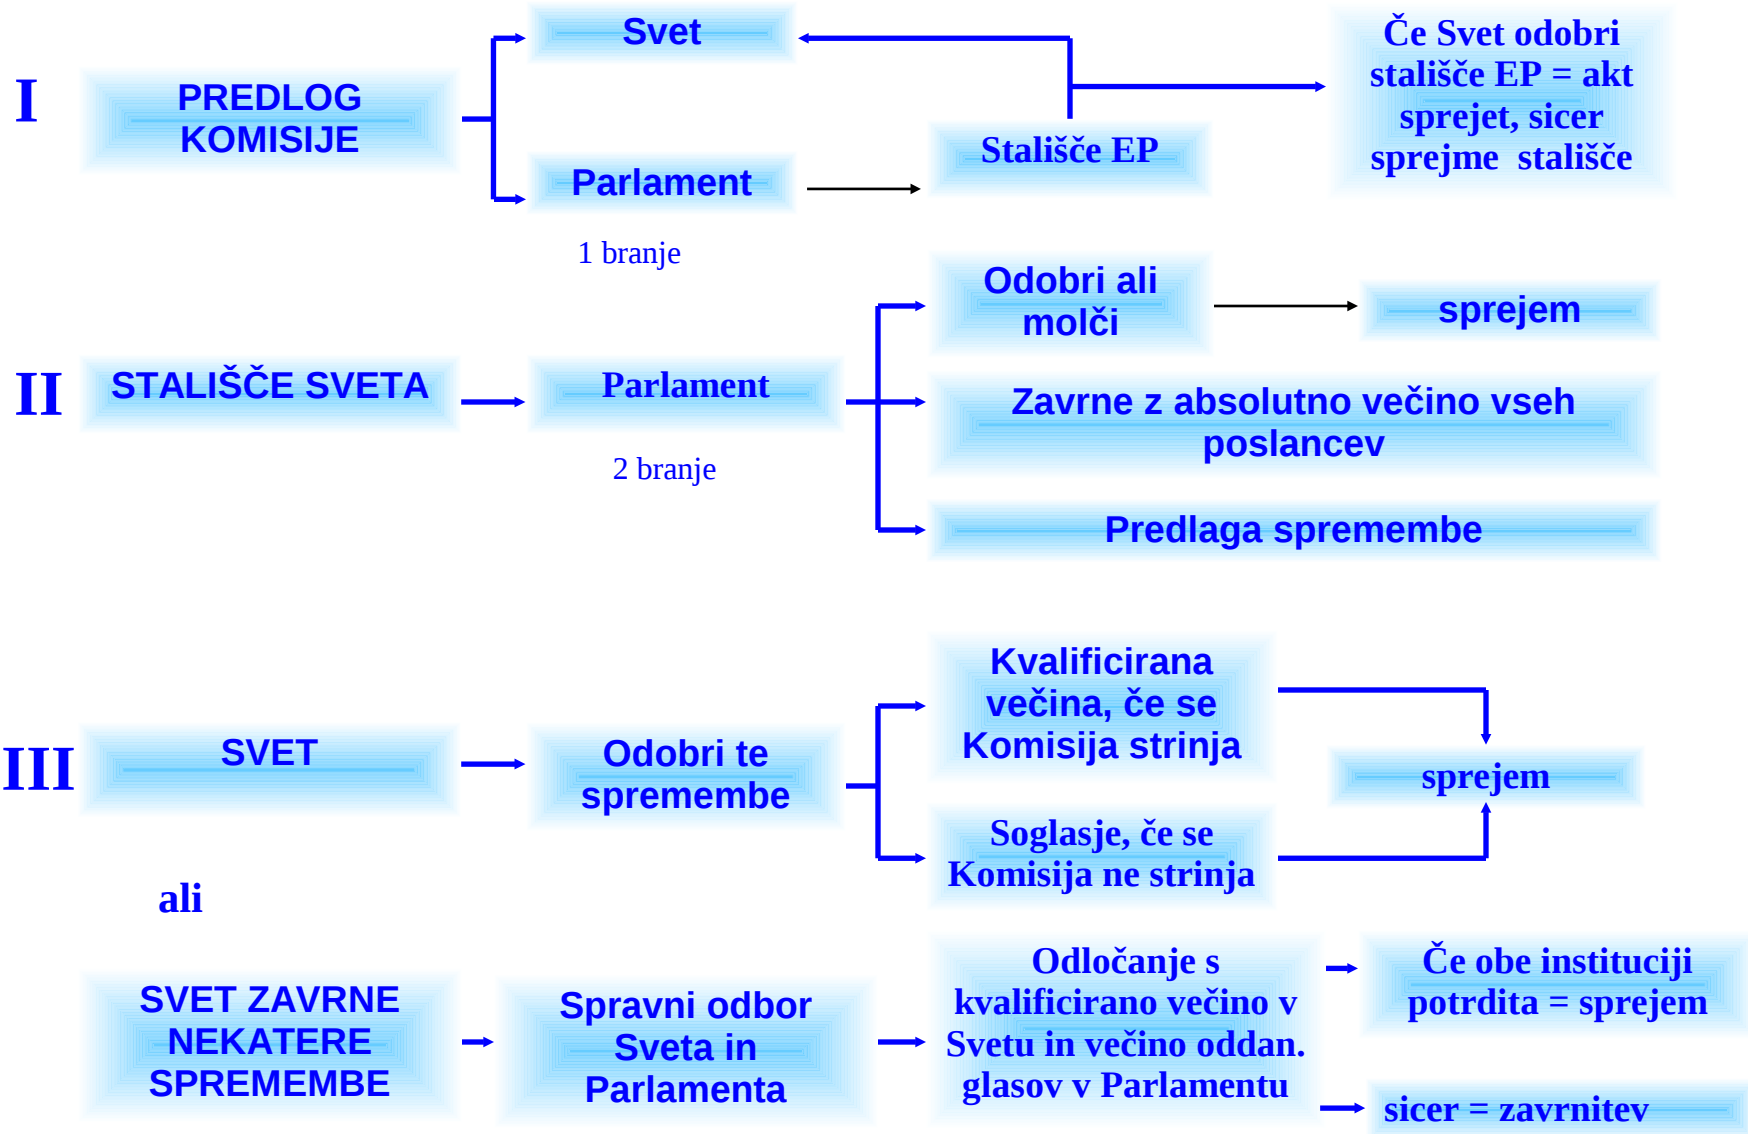 I
PREDLOG
KOMISIJE
Svet
Parlament
1 branje
Stališče EP
Če Svet odobri
stališče EP = akt
sprejet, sicer
sprejme stališče
II
STALIŠČE SVETA
Parlament
2 branje
Odobri ali
molči
sprejem
Zavrne z absolutno večino vseh
poslancev
Predlaga spremembe
III
SVET
Odobri te
spremembe
Kvalificirana
večina, če se
Komisija strinja
Soglasje, če se
Komisija ne strinja
sprejem
ali
SVET ZAVRNE
NEKATERE
SPREMEMBE
Spravni odbor
Sveta in
Parlamenta
Odločanje s
kvalificirano večino v
Svetu in večino oddan.
glasov v Parlamentu
Če obe instituciji
potrdita = sprejem
sicer = zavrnitev